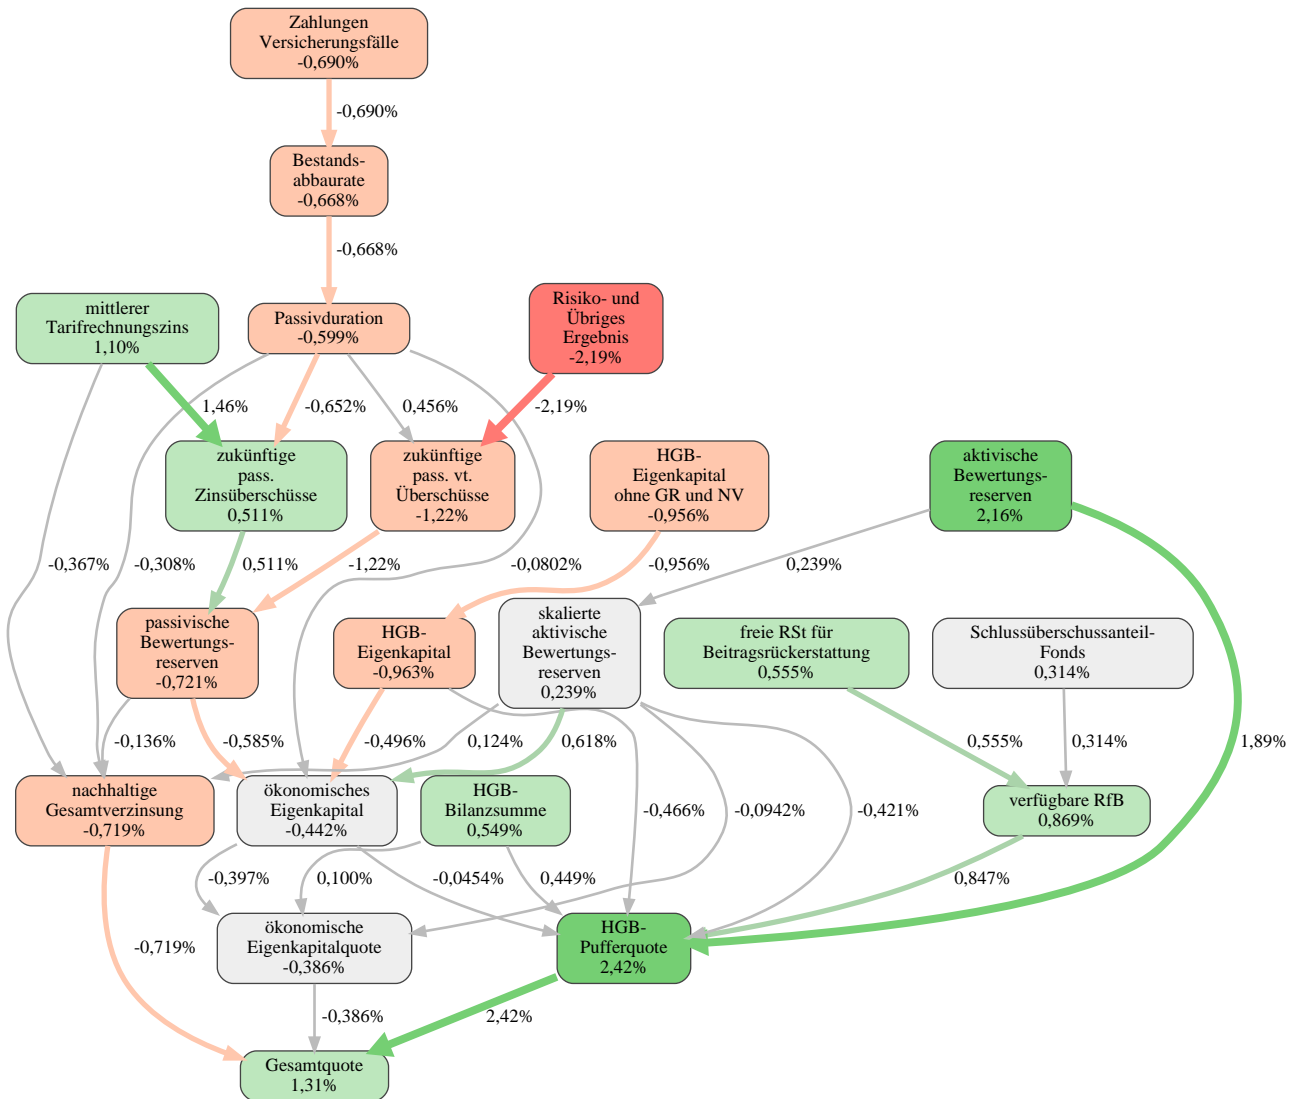 Zahlungen
Versicherungsfälle
-0,690%
-0,690%
Bestands-
abbaurate
-0,668%
-0,668%
mittlerer
Tarifrechnungszins
1,10%
Passivduration
-0,599%
Risiko- und
Übriges
Ergebnis
-2,19%
1,46%
-0,652%
0,456%
-2,19%
zukünftige
pass.
Zinsüberschüsse
0,511%
zukünftige
pass. vt.
Überschüsse
-1,22%
HGB-
Eigenkapital
ohne GR und NV
-0,956%
aktivische
Bewertungs-
reserven
2,16%
-0,367%
-0,308%
0,511%
-1,22%
-0,0802%
-0,956%
0,239%
passivische
Bewertungs-
reserven
-0,721%
HGB-
Eigenkapital
-0,963%
skalierte
aktivische
Bewertungs-
reserven
0,239%
freie RSt für
Beitragsrückerstattung
0,555%
Schlussüberschussanteil-
Fonds
0,314%
-0,136%
-0,585%
-0,496%
0,124%
0,618%
0,555%
0,314%
1,89%
nachhaltige
Gesamtverzinsung
-0,719%
ökonomisches
Eigenkapital
-0,442%
HGB-
Bilanzsumme
0,549%
-0,466%
-0,0942%
-0,421%
verfügbare RfB
0,869%
-0,397%
0,100%
-0,0454%
0,449%
0,847%
-0,719%
ökonomische
Eigenkapitalquote
-0,386%
HGB-
Pufferquote
2,42%
-0,386%
2,42%
Gesamtquote
1,31%